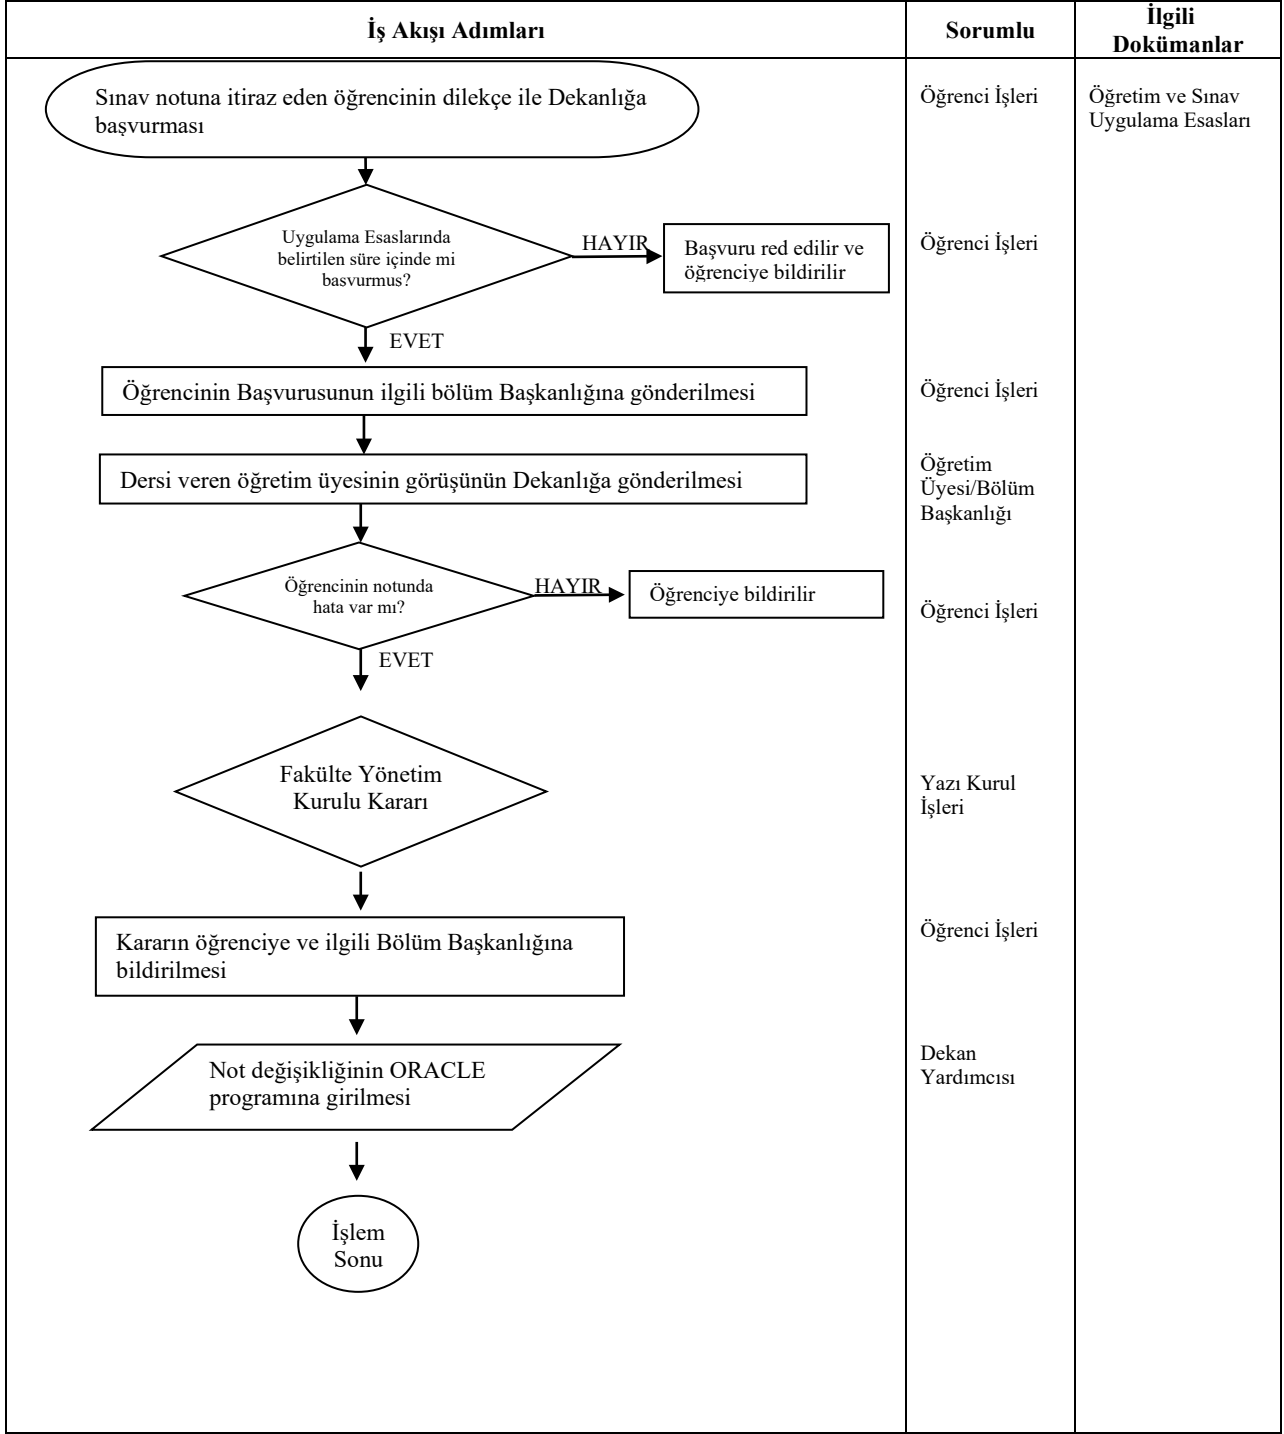 İş Akışı Adımları
Sorumlu
İlgili
Dokümanlar
Sınav notuna itiraz eden öğrencinin dilekçe ile Dekanlığa
başvurması
Öğrenci İşleri
Öğretim ve Sınav
Uygulama Esasları
Uygulama Esaslarında
belirtilen süre içinde mi
basvurmus?
HAYIR
Başvuru red edilir ve
öğrenciye bildirilir
Öğrenci İşleri
EVET
Öğrencinin Başvurusunun ilgili bölüm Başkanlığına gönderilmesi
Öğrenci İşleri
Dersi veren öğretim üyesinin görüşünün Dekanlığa gönderilmesi
Öğretim
Üyesi/Bölüm
Başkanlığı
Öğrencinin notunda
hata var mı?
HAYIR
Öğrenciye bildirilir
Öğrenci İşleri
EVET
Fakülte Yönetim
Kurulu Kararı
Yazı Kurul
İşleri
Kararın öğrenciye ve ilgili Bölüm Başkanlığına
bildirilmesi
Öğrenci İşleri
Not değişikliğinin ORACLE
programına girilmesi
Dekan
Yardımcısı
İşlem
Sonu